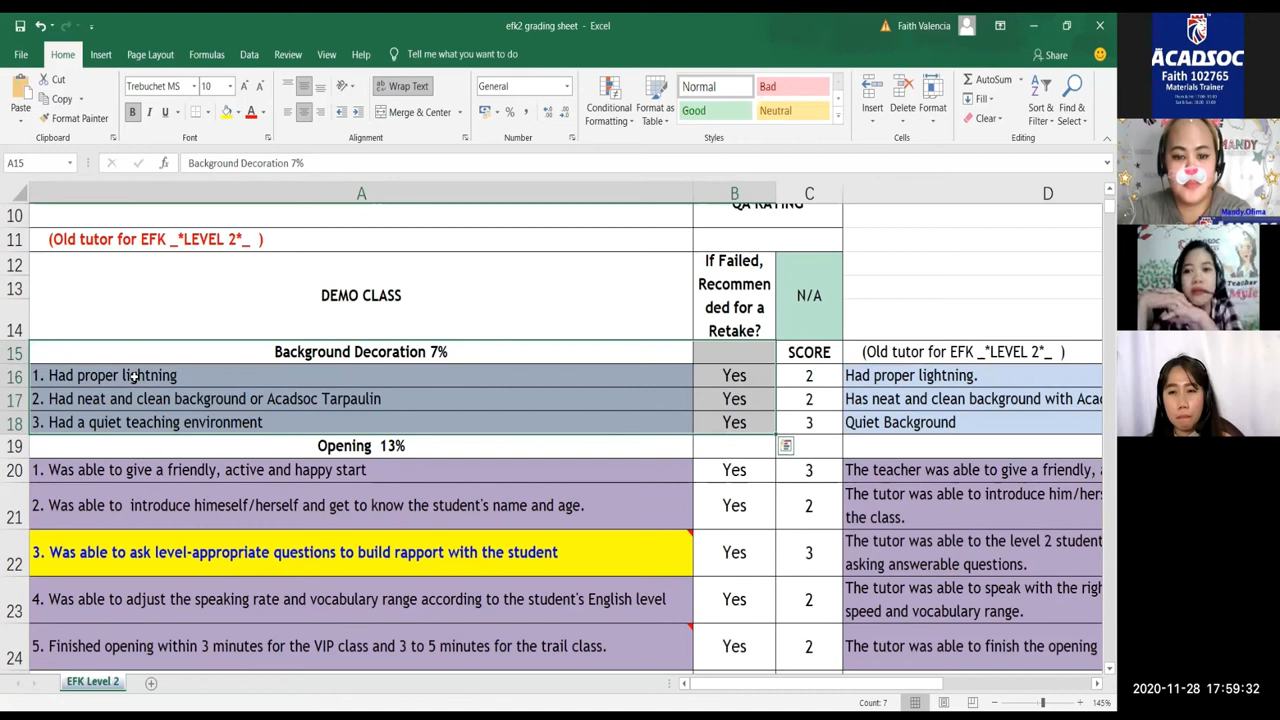 efk2 grading sheet - Excel
Faith Valencia
File Home Insert Page Layout Formulas Data Review View Help Tell me what you want to do Share
Cut
Copy
Format Painter
Paste
Clipboard
Trebuchet MS 10
Font
Wrap Text
Merge & Center
Alignment
General
Number
Conditional Formatting
Format as Table
Normal Bad
Good Neutral
Styles
Insert Delete Format
Cells
AutoSum
Fill
Clear
Sort & Filter
Find & Select
Editing
A15 Background Decoration 7%
A B C D
10 QA RATING
11 (Old tutor for EFK _*LEVEL 2*_ )
12
13
14
DEMO CLASS
If Failed,
Recommen
ded for a
Retake?
N/A
15 Background Decoration 7% SCORE (Old tutor for EFK _*LEVEL 2*_ )
16 1. Had proper lightning Yes 2 Had proper lightning.
17 2. Had neat and clean background or Acadsoc Tarpaulin Yes 2 Has neat and clean background with Acad
18 3. Had a quiet teaching environment Yes 3 Quiet Background
19 Opening 13%
20 1. Was able to give a friendly, active and happy start Yes 3 The teacher was able to give a friendly, a
21 2. Was able to introduce himeself/herself and get to know the student's name and age. Yes 2 The tutor was able to introduce him/hers
the class.
22 3. Was able to ask level-appropriate questions to build rapport with the student Yes 3 The tutor was able to the level 2 student
asking answerable questions.
23 4. Was able to adjust the speaking rate and vocabulary range according to the student's English level Yes 2 The tutor was able to speak with the righ
speed and vocabulary range.
24 5. Finished opening within 3 minutes for the VIP class and 3 to 5 minutes for the trail class. Yes 2 The tutor was able to finish the opening
EFK Level 2
Count: 7 145%
ACADSOC
Faith 102765
Materials Trainer
MANDY
Mandy.Ofima
Teacher
Myle
2020-11-28 17:59:32